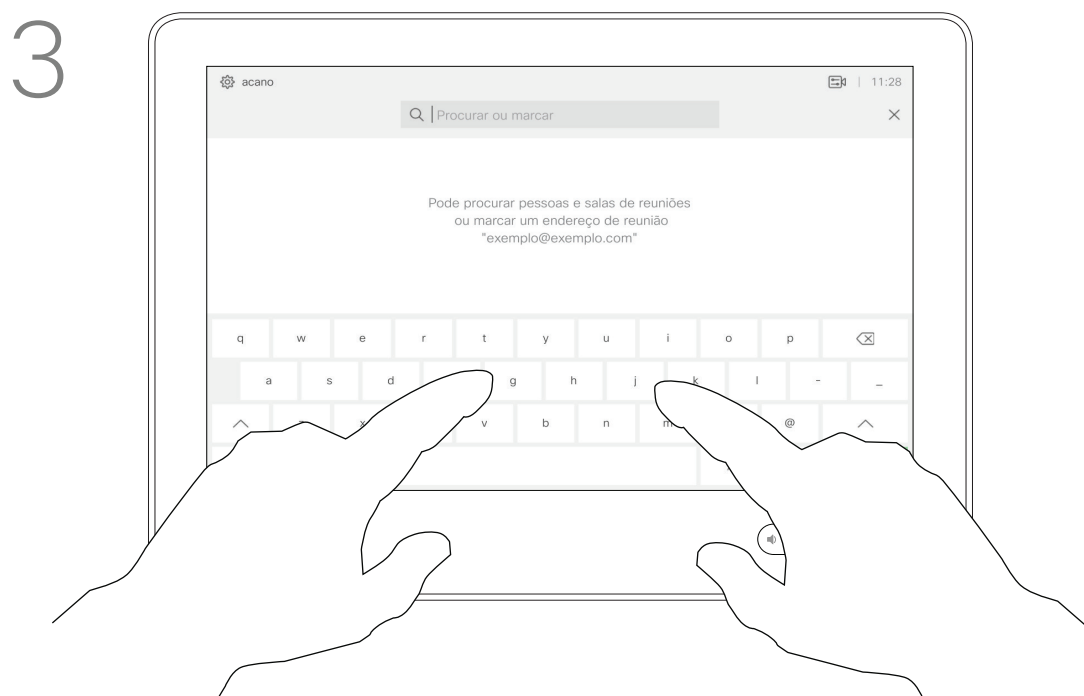 3
acano
11:28
Procurar ou marcar
Pode procurar pessoas e salas de reuniões
ou marcar um endereço de reunião
"exemplo@exemplo.com"
q w e r t y u i o p
a s d g h j k l - _
x v b n m @